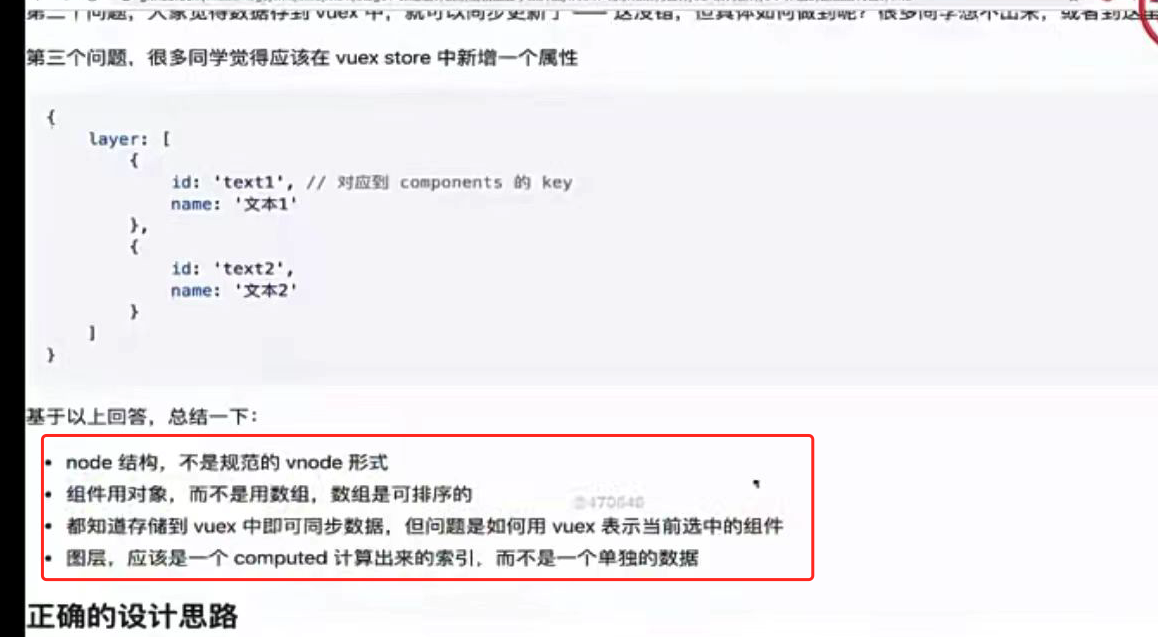 第二个问题，大家觉得数据存到 vuex 中，就可以同步更新了 —— 这没错，但具体如何做到呢？很多同学想不出来，或者到这里
第三个问题，很多同学觉得应该在 vuex store 中新增一个属性
{
layer: [
{
id: 'text1', // 对应到 components 的 key
name: '文本1'
},
{
id: 'text2',
name: '文本2'
}
]
}
基于以上回答，总结一下：
• node 结构，不是规范的 vnode 形式
• 组件用对象，而不是用数组，数组是可排序的
• 都知道存储到 vuex 中即可同步数据，但问题是如何用 vuex 表示当前选中的组件
• 图层，应该是一个 computed 计算出来的索引，而不是一个单独的数据
正确的设计思路